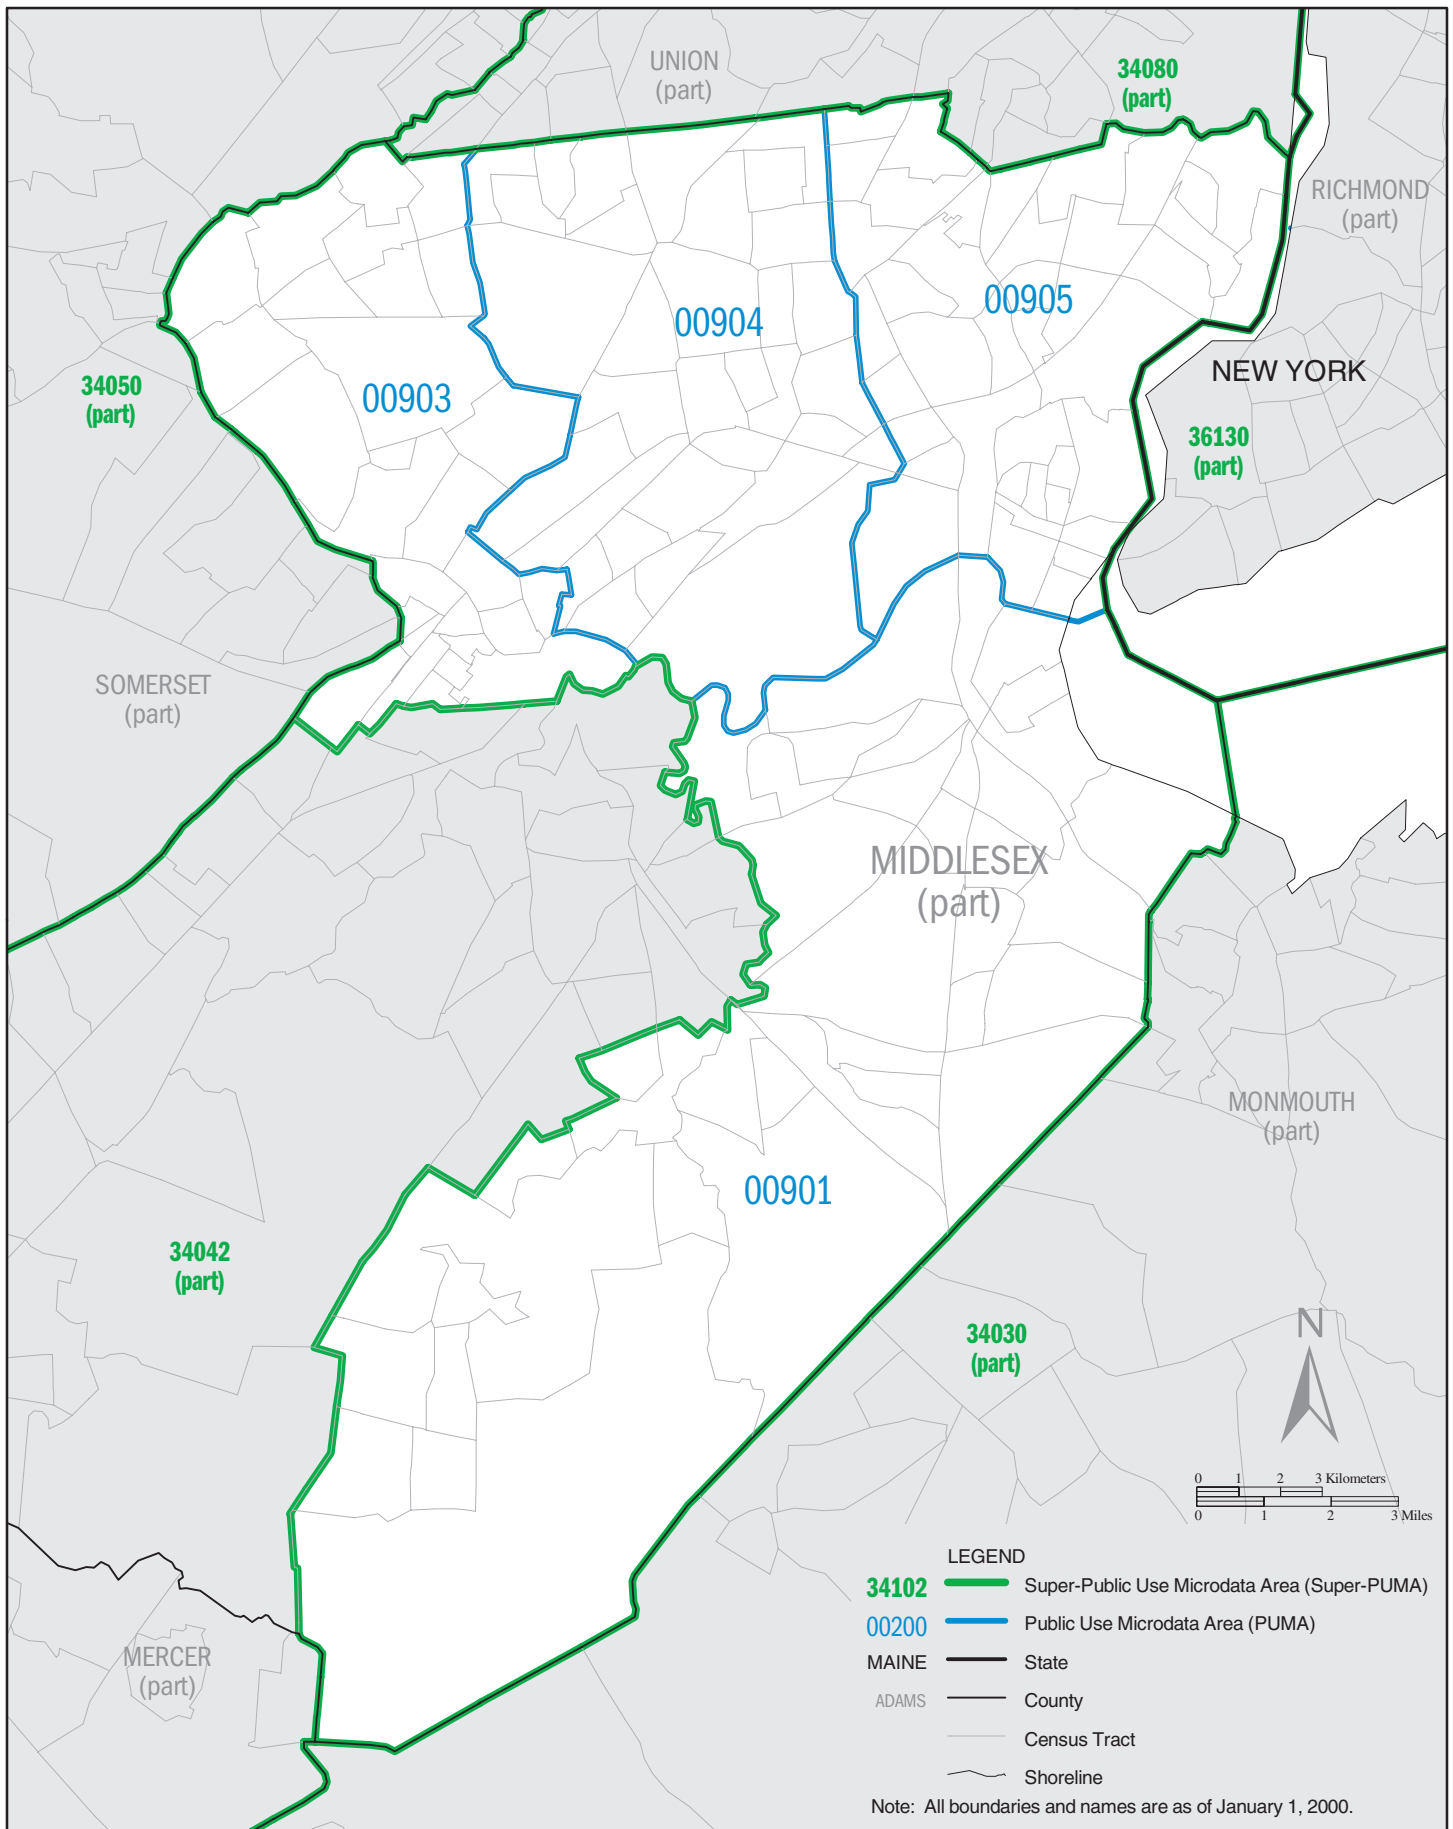 UNION
(part)
34080
(part)
RICHMOND
(part)
00905
00904
NEW YORK
34050
(part)
00903
36130
(part)
SOMERSET
(part)
MIDDLESEX
(part)
MONMOUTH
(part)
00901
34042
(part)
34030
(part)
N
0 1 2 3 Kilometers
0 1 2 3 Miles
LEGEND
34102 Super-Public Use Microdata Area (Super-PUMA)
00200 Public Use Microdata Area (PUMA)
MAINE State
ADAMS County
Census Tract
Shoreline
MERCER
(part)
Note: All boundaries and names are as of January 1, 2000.